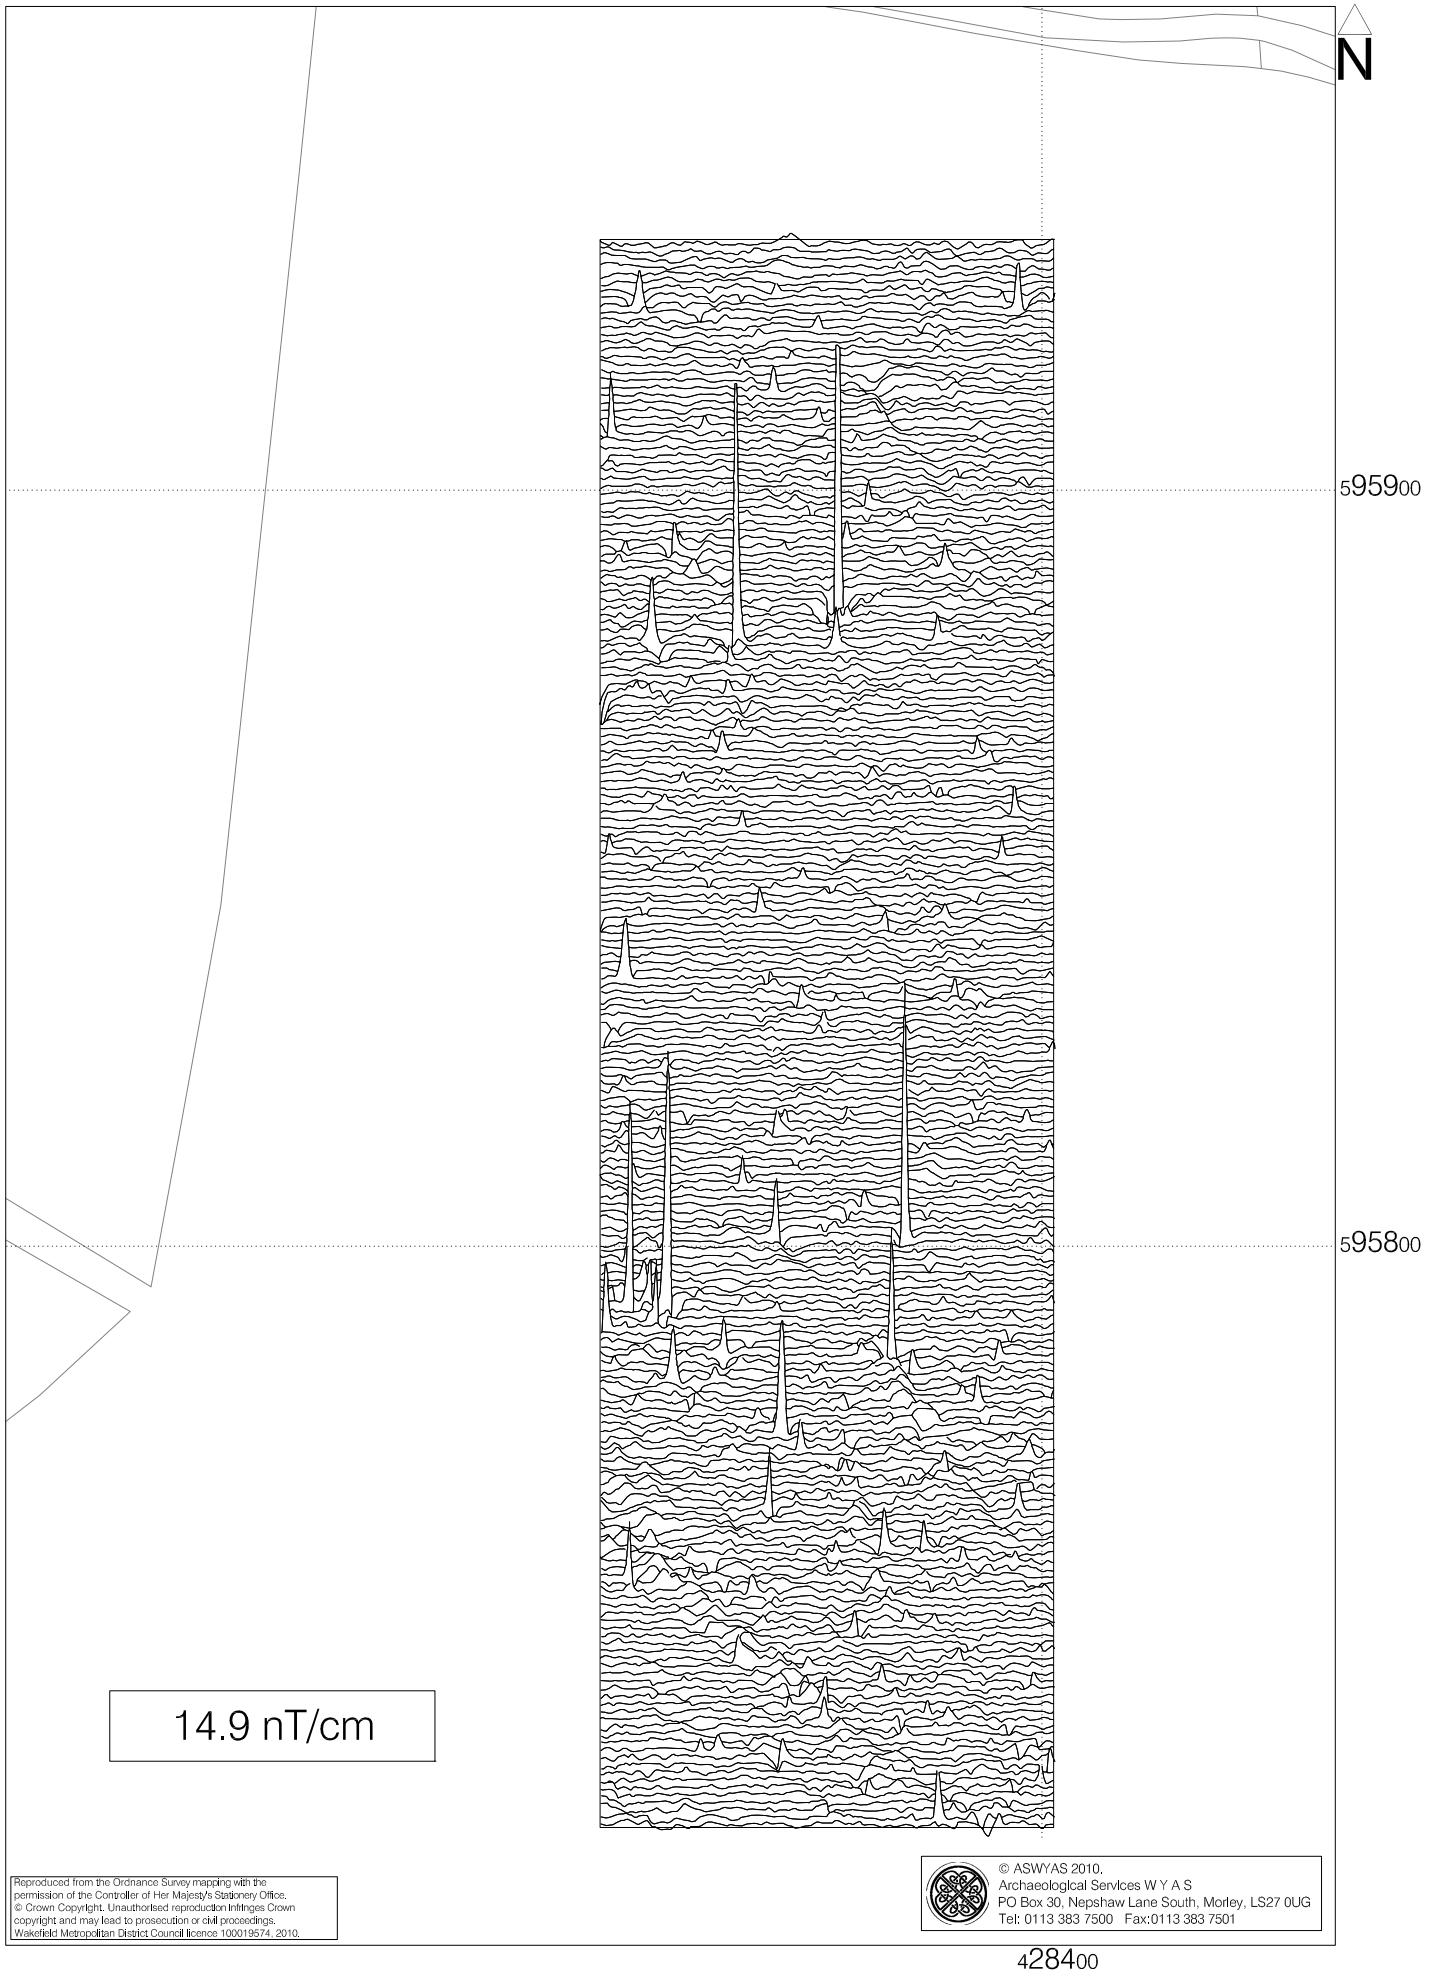 N
595900
595800
14.9 nT/cm
Reproduced from the Ordnance Survey mapping with the
permission of the Controller of Her Majesty's Stationery Office.
© Crown Copyright. Unauthorised reproduction infringes Crown
copyright and may lead to prosecution or civil proceedings.
Wakefield Metropolitan District Council licence 100019574, 2010.
© ASWYAS 2010.
Archaeological Services W Y A S
PO Box 30, Nepshaw Lane South, Morley, LS27 0UG
Tel: 0113 383 7500 Fax:0113 383 7501
428400